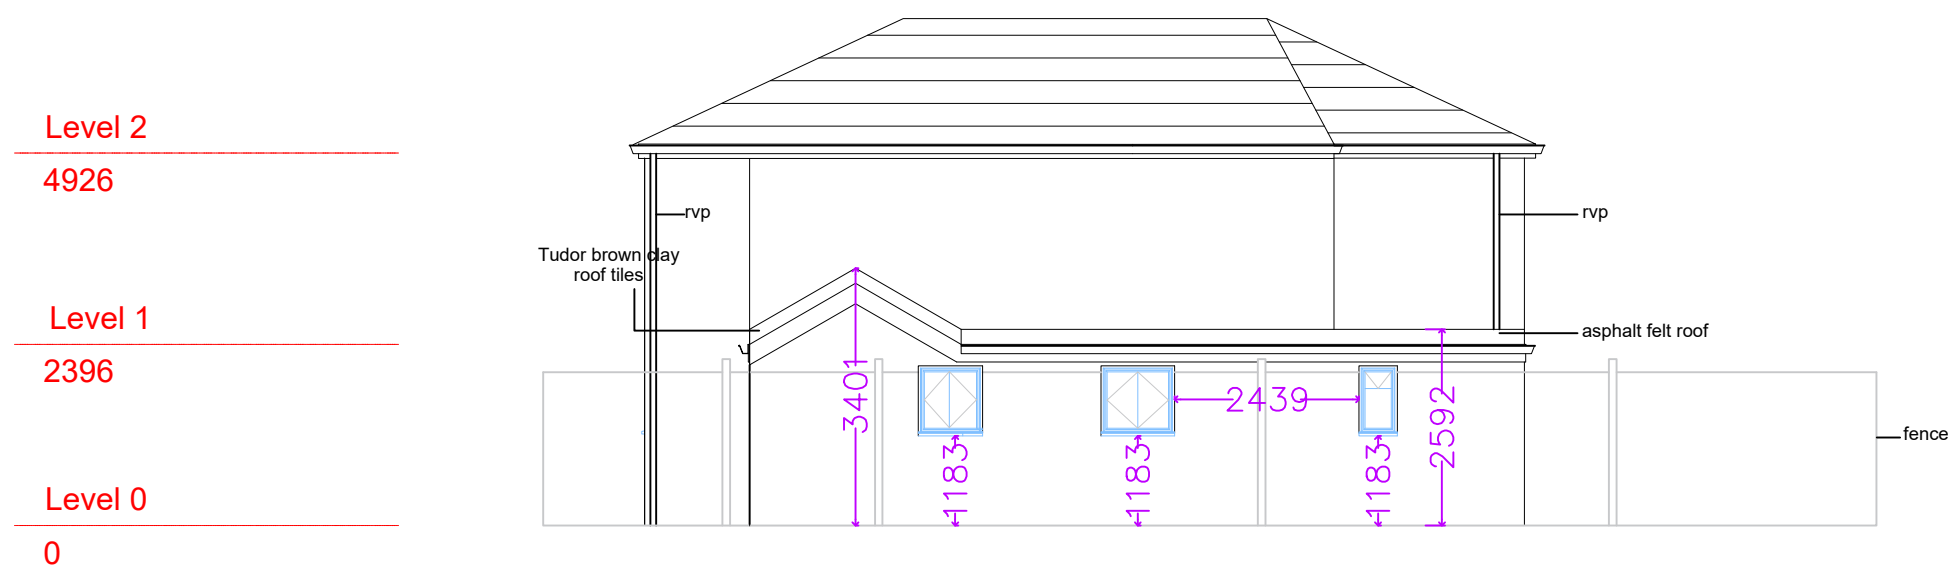 Level 2
4926
rvp
rvp
Tudor brown clay
roof tiles
Level 1
2396
asphalt felt roof
3401
2439
2592
1183
1183
1183
fence
Level 0
0